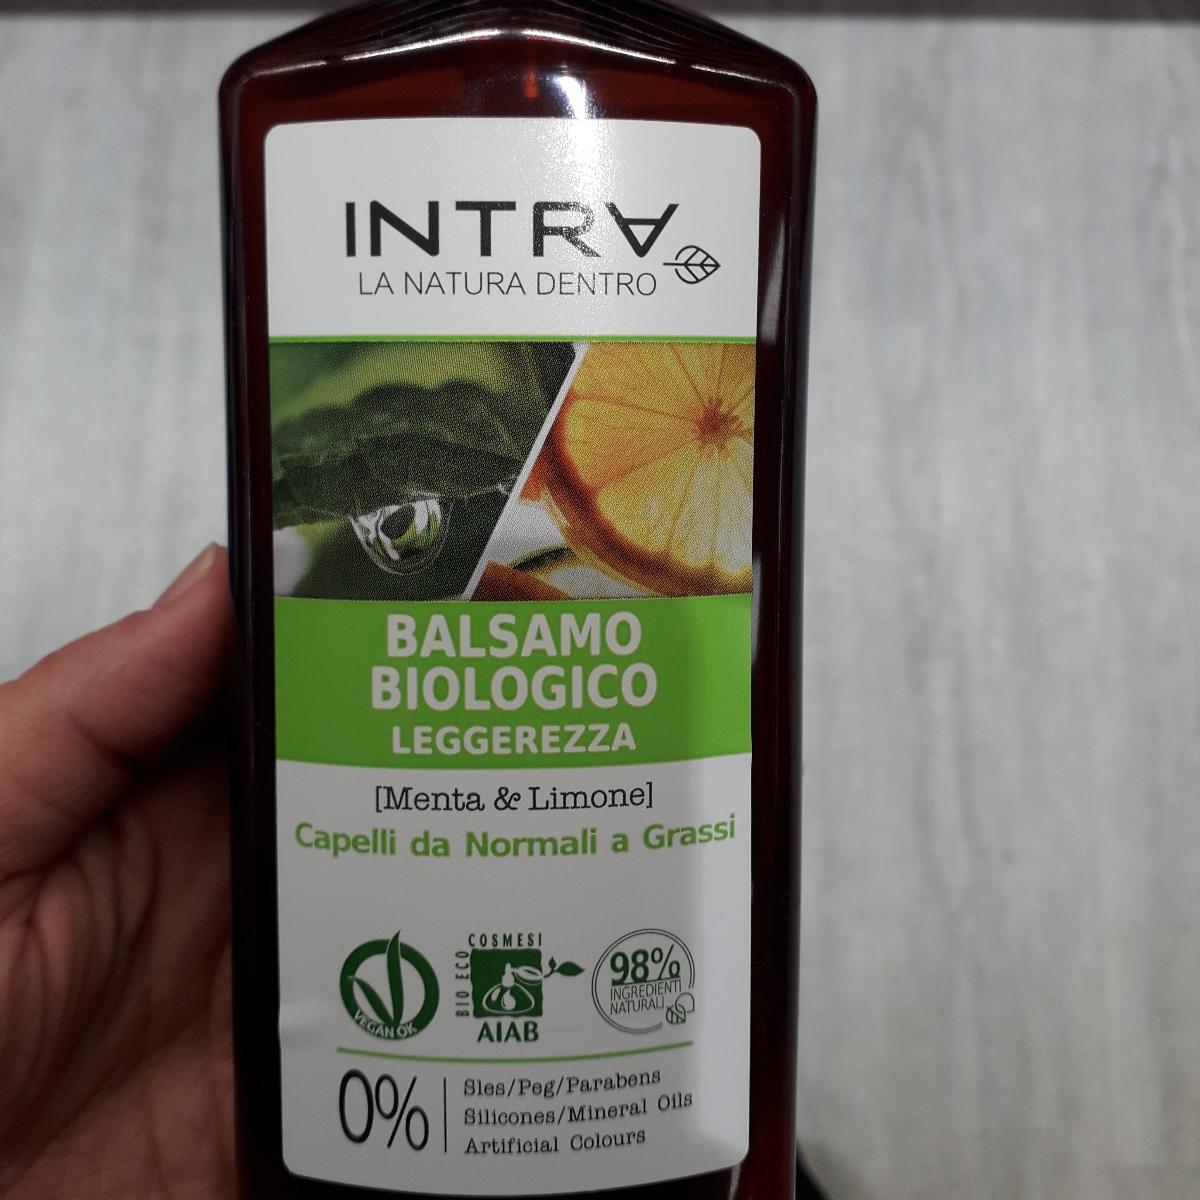 INTRA
LA NATURA DENTRO
BALSAMO
BIOLOGICO
LEGGEREZZA
[Menta & Limone]
Capelli da Normali a Grassi
VEGAN OK
BIO ECO
COSMESI
AIAB
98%
INGREDIENTI
NATURALI
0%
Sles/Peg/Parabens
Silicones/Mineral Oils
Artificial Colours